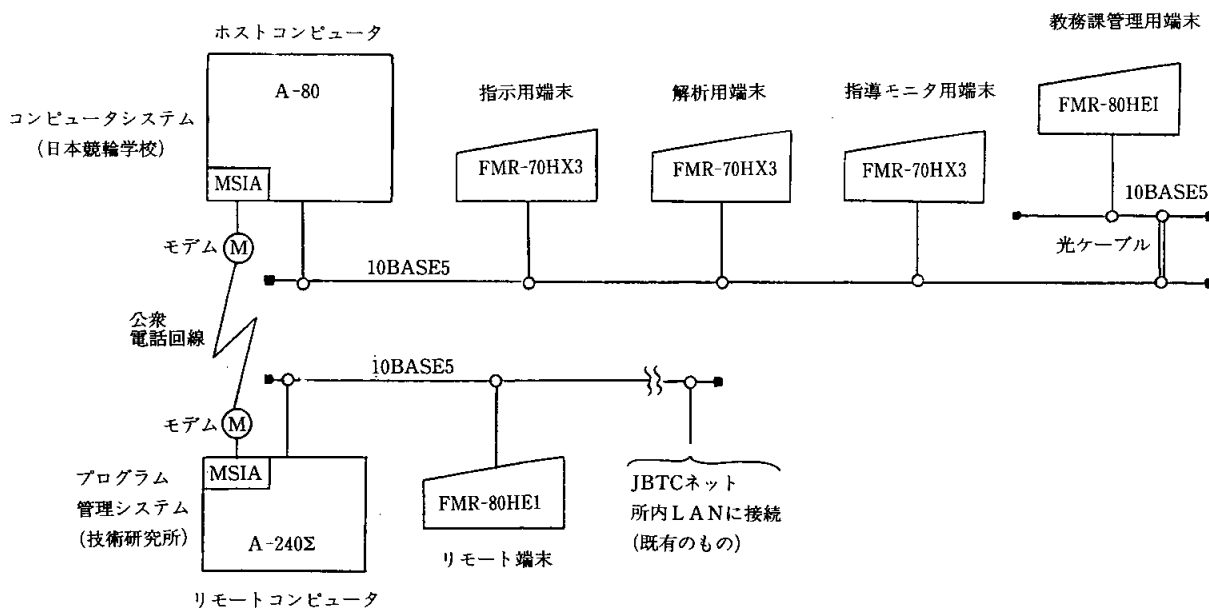 ホストコンピュータ
A-80
コンピュータシステム
(日本競輪学校)
MSIA
モデム
M
指示用端末
FMR-70HX3
解析用端末
FMR-70HX3
指導モニタ用端末
FMR-70HX3
教務課管理用端末
FMR-80HEI
10BASE5
光ケーブル
10BASE5
公衆
電話回線
10BASE5
モデム
M
プログラム
管理システム
(技術研究所)
MSIA
A-240Σ
リモートコンピュータ
FMR-80HE1
リモート端末
JBTCネット
所内LANに接続
(既有のもの)